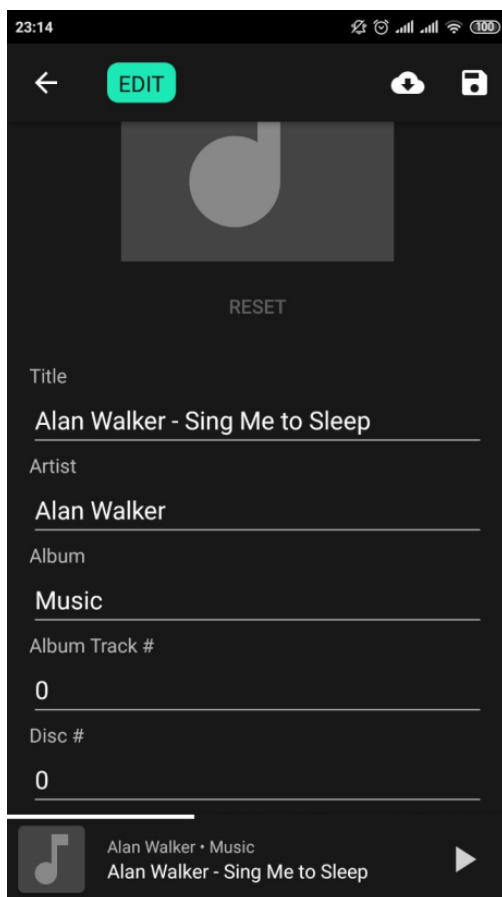 23:14
100
EDIT
RESET
Title
Alan Walker - Sing Me to Sleep
Artist
Alan Walker
Album
Music
Album Track #
0
Disc #
0
Alan Walker • Music
Alan Walker - Sing Me to Sleep